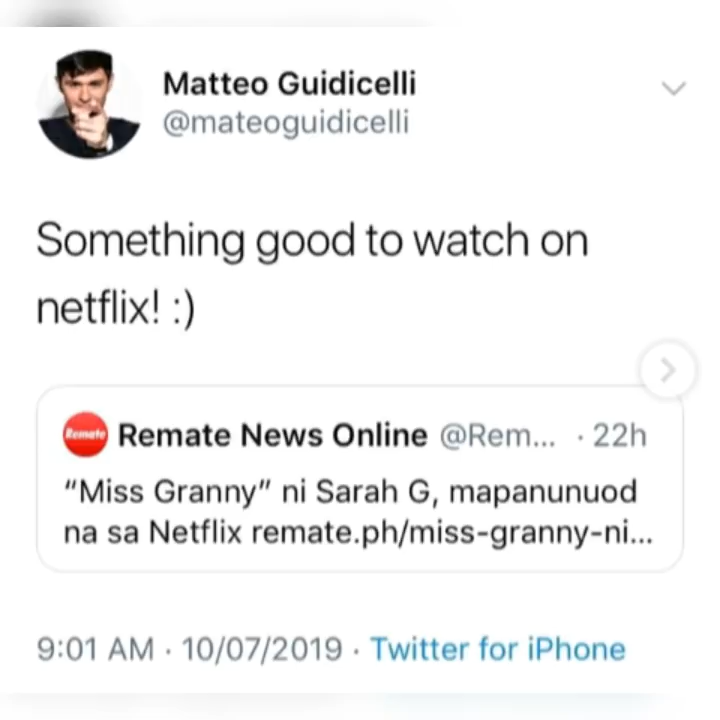 Matteo Guidicelli
@mateoguidicelli
Something good to watch on
netflix! :)
Remate
Remate News Online @Rem... · 22h
“Miss Granny” ni Sarah G, mapanunuod
na sa Netflix remate.ph/miss-granny-ni...
9:01 AM · 10/07/2019 · Twitter for iPhone